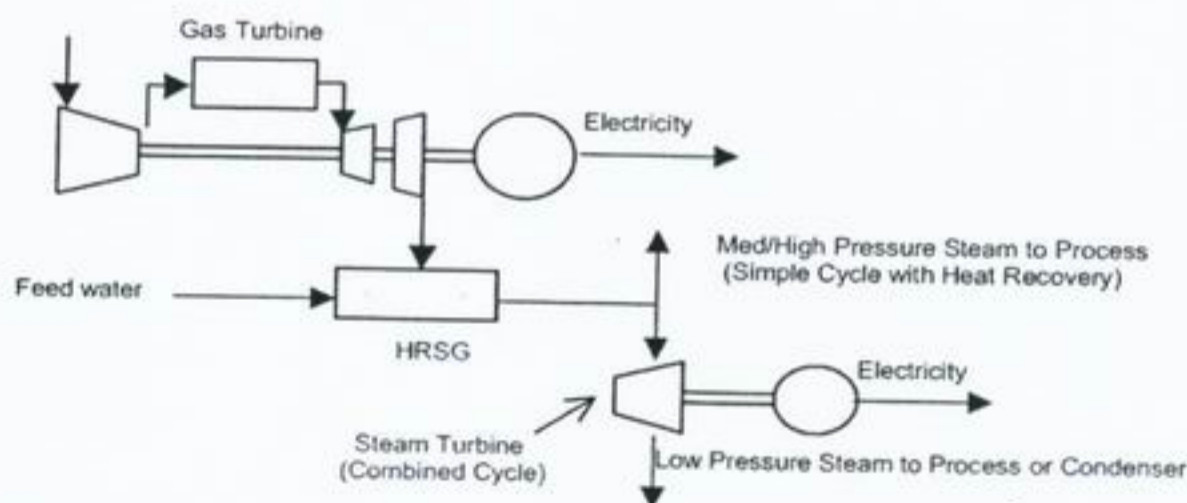 Gas Turbine
Electricity
Med/High Pressure Steam to Process
(Simple Cycle with Heat Recovery)
Feed water
HRSG
Electricity
Steam Turbine
(Combined Cycle)
Low Pressure Steam to Process or Condenser